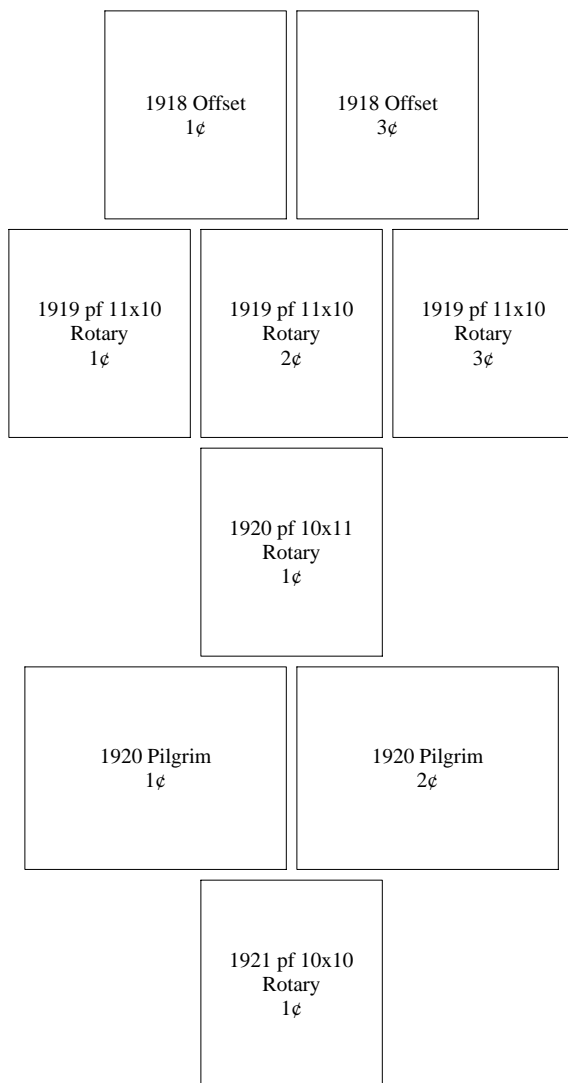 1918 Offset
1¢
1918 Offset
3¢
1919 pf 11x10
Rotary
1¢
1919 pf 11x10
Rotary
2¢
1919 pf 11x10
Rotary
3¢
1920 pf 10x11
Rotary
1¢
1920 Pilgrim
1¢
1920 Pilgrim
2¢
1921 pf 10x10
Rotary
1¢